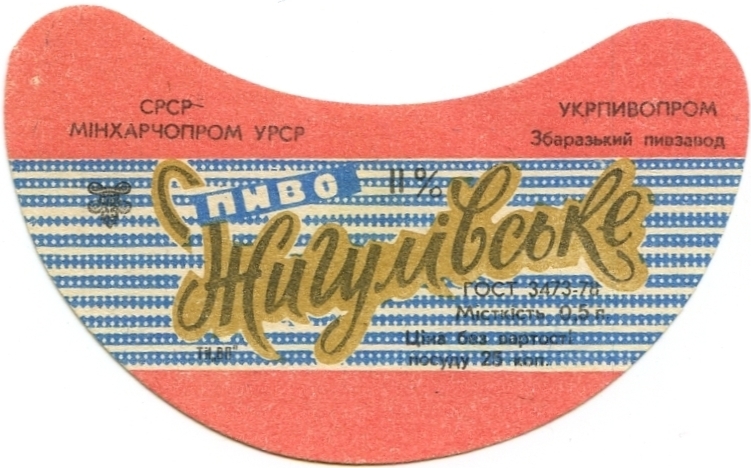 СРСР
МІНХАРЧОПРОМ УРСР
УКРПИВОПРОМ
Збаразький пивзавод
ПИВО 11%
Жигулівське
ГОСТ 3473-78
Місткість 0,5 л.
Ціна без вартості
посуду 25 коп.